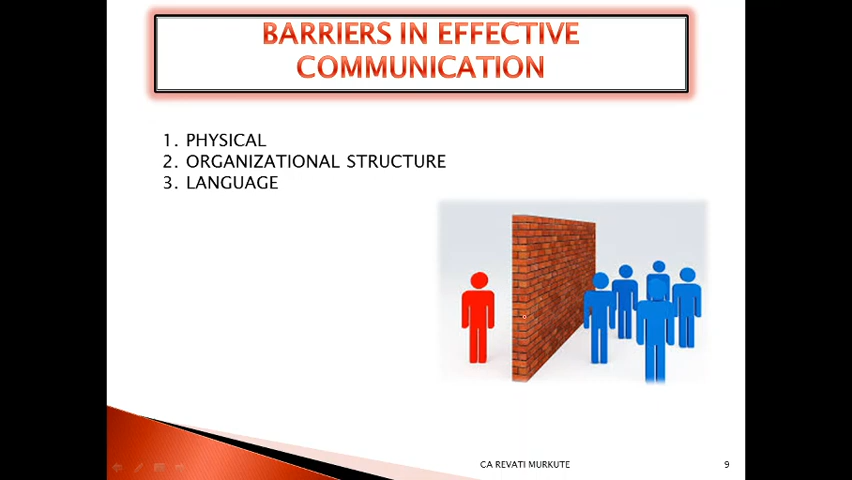 BARRIERS IN EFFECTIVE
COMMUNICATION
1. PHYSICAL
2. ORGANIZATIONAL STRUCTURE
3. LANGUAGE
CA REVATI MURKUTE
9